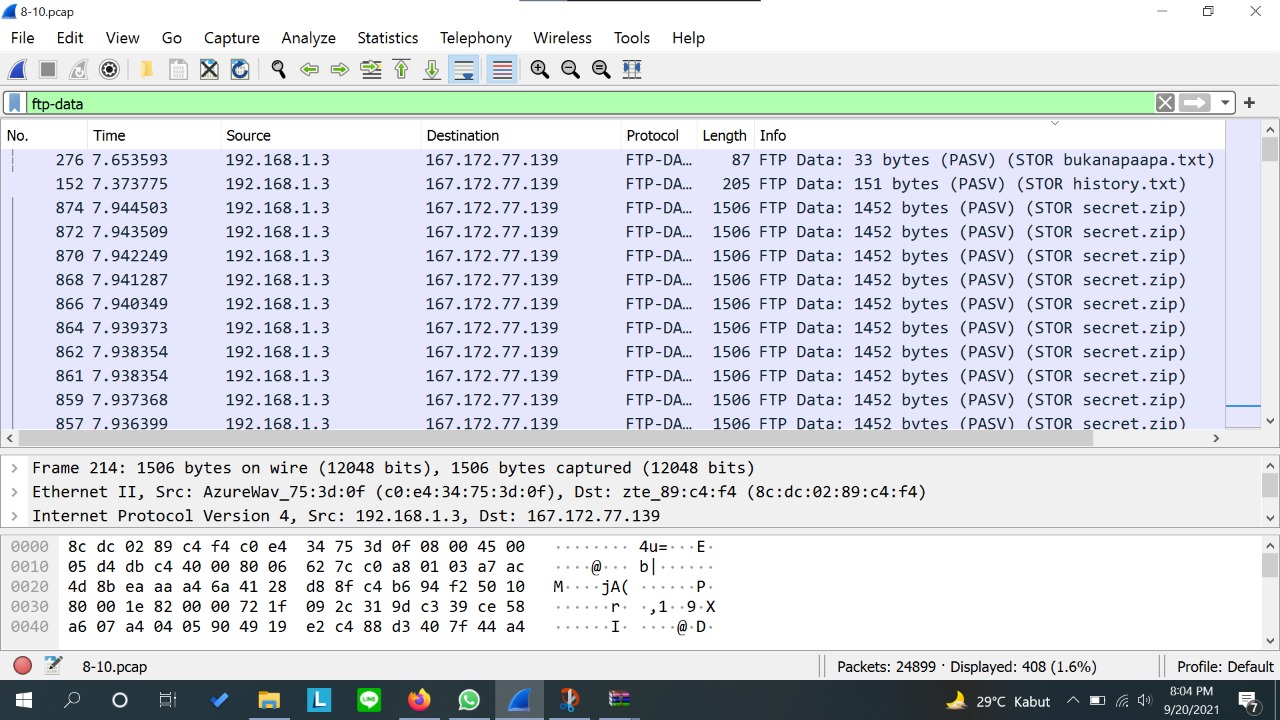 8-10.pcap
File Edit View Go Capture Analyze Statistics Telephony Wireless Tools Help
ftp-data
No. Time Source Destination Protocol Length Info
276 7.653593 192.168.1.3 167.172.77.139 FTP-DA… 87 FTP Data: 33 bytes (PASV) (STOR bukanapaapa.txt)
152 7.373775 192.168.1.3 167.172.77.139 FTP-DA… 205 FTP Data: 151 bytes (PASV) (STOR history.txt)
874 7.944503 192.168.1.3 167.172.77.139 FTP-DA… 1506 FTP Data: 1452 bytes (PASV) (STOR secret.zip)
872 7.943509 192.168.1.3 167.172.77.139 FTP-DA… 1506 FTP Data: 1452 bytes (PASV) (STOR secret.zip)
870 7.942249 192.168.1.3 167.172.77.139 FTP-DA… 1506 FTP Data: 1452 bytes (PASV) (STOR secret.zip)
868 7.941287 192.168.1.3 167.172.77.139 FTP-DA… 1506 FTP Data: 1452 bytes (PASV) (STOR secret.zip)
866 7.940349 192.168.1.3 167.172.77.139 FTP-DA… 1506 FTP Data: 1452 bytes (PASV) (STOR secret.zip)
864 7.939373 192.168.1.3 167.172.77.139 FTP-DA… 1506 FTP Data: 1452 bytes (PASV) (STOR secret.zip)
862 7.938354 192.168.1.3 167.172.77.139 FTP-DA… 1506 FTP Data: 1452 bytes (PASV) (STOR secret.zip)
861 7.938354 192.168.1.3 167.172.77.139 FTP-DA… 1506 FTP Data: 1452 bytes (PASV) (STOR secret.zip)
859 7.937368 192.168.1.3 167.172.77.139 FTP-DA… 1506 FTP Data: 1452 bytes (PASV) (STOR secret.zip)
857 7.936399 192.168.1.3 167.172.77.139 FTP-DA… 1506 FTP Data: 1452 bytes (PASV) (STOR secret.zip)
Frame 214: 1506 bytes on wire (12048 bits), 1506 bytes captured (12048 bits)
Ethernet II, Src: AzureWav_75:3d:0f (c0:e4:34:75:3d:0f), Dst: zte_89:c4:f4 (8c:dc:02:89:c4:f4)
Internet Protocol Version 4, Src: 192.168.1.3, Dst: 167.172.77.139
0000 8c dc 02 89 c4 f4 c0 e4 34 75 3d 0f 08 00 45 00 ········ 4u=···E·
0010 05 d4 db c4 40 00 80 06 62 7c c0 a8 01 03 a7 ac ····@··· b|······
0020 4d 8b ea aa a4 6a 41 28 d8 8f c4 b6 94 f2 50 10 M····jA( ······P·
0030 80 00 1e 82 00 00 72 1f 09 2c 31 9d c3 39 ce 58 ······r· ·,1··9·X
0040 a6 07 a4 04 05 90 49 19 e2 c4 88 d3 40 7f 44 a4 ······I· ····@·D·
8-10.pcap Packets: 24899 · Displayed: 408 (1.6%) Profile: Default
L LINE 29°C Kabut 8:04 PM
9/20/2021 7